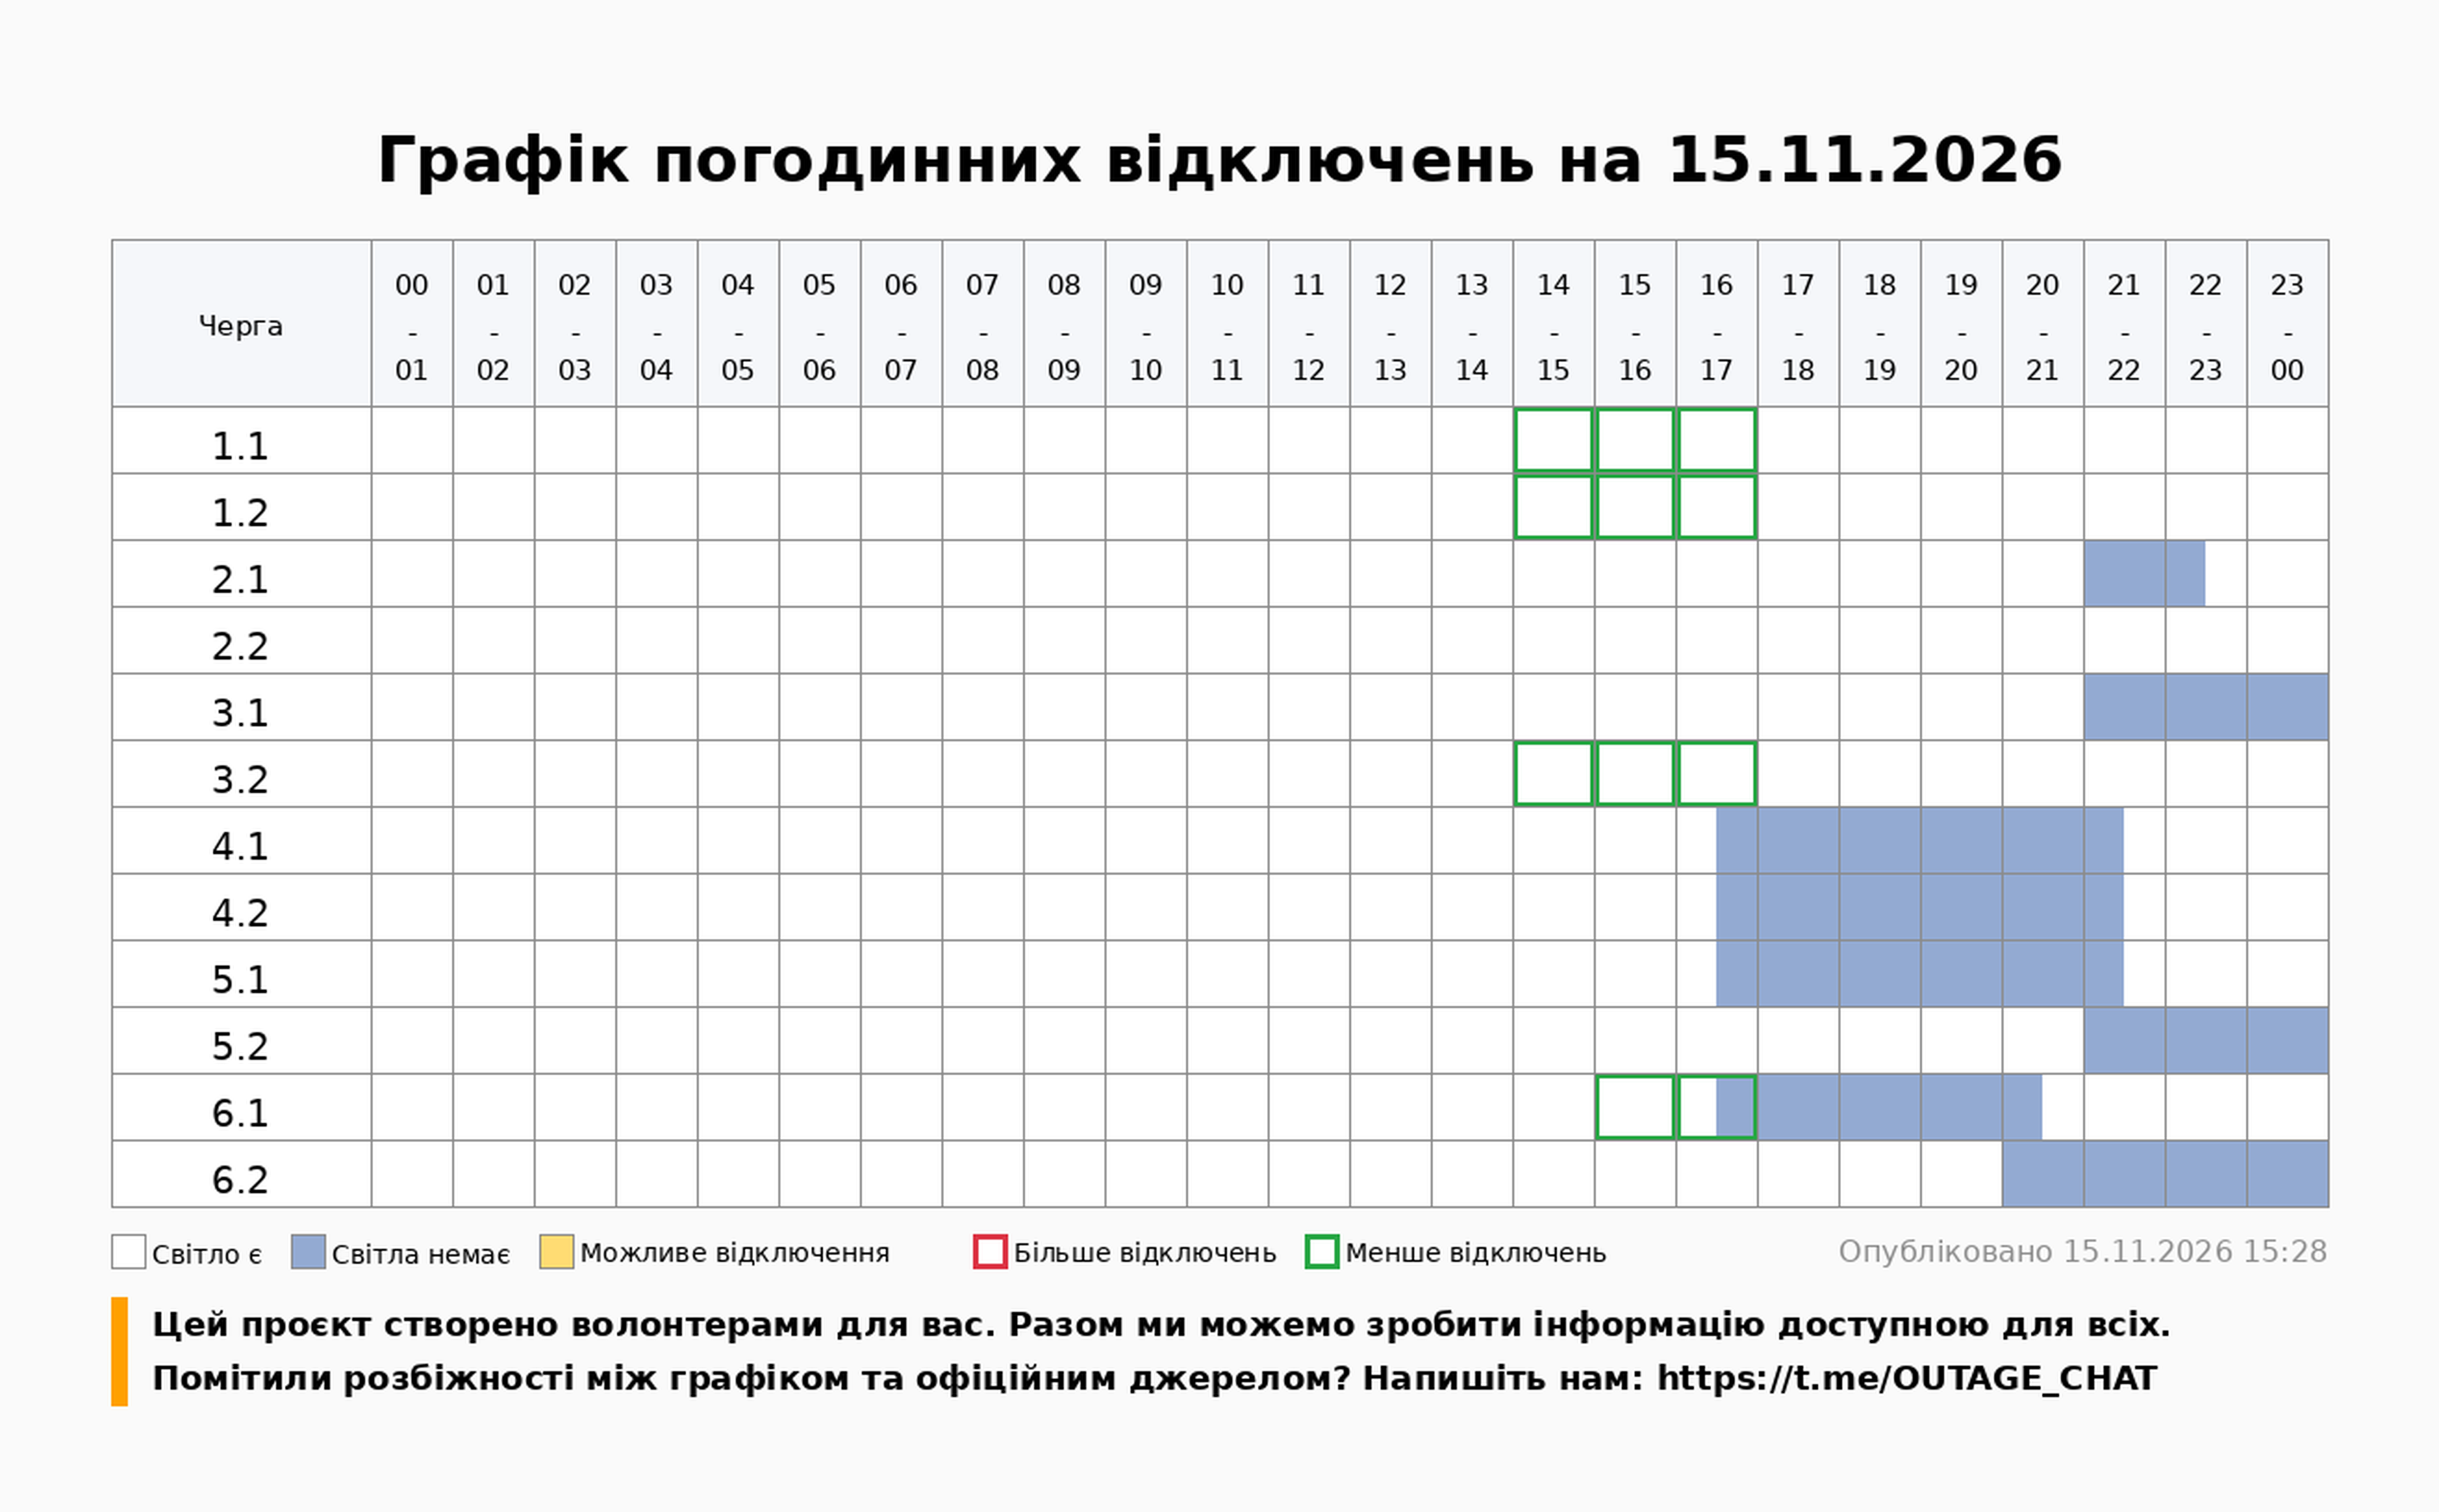 Графік погодинних відключень на 15.11.2026
Черга 00 - 01 01 - 02 02 - 03 03 - 04 04 - 05 05 - 06 06 - 07 07 - 08 08 - 09 09 - 10 10 - 11 11 - 12 12 - 13 13 - 14 14 - 15 15 - 16 16 - 17 17 - 18 18 - 19 19 - 20 20 - 21 21 - 22 22 - 23 23 - 00
1.1
1.2
2.1
2.2
3.1
3.2
4.1
4.2
5.1
5.2
6.1
6.2
Світло є Світла немає Можливе відключення Більше відключень Менше відключень Опубліковано 15.11.2026 15:28
Цей проєкт створено волонтерами для вас. Разом ми можемо зробити інформацію доступною для всіх.
Помітили розбіжності між графіком та офіційним джерелом? Напишіть нам: https://t.me/OUTAGE_CHAT